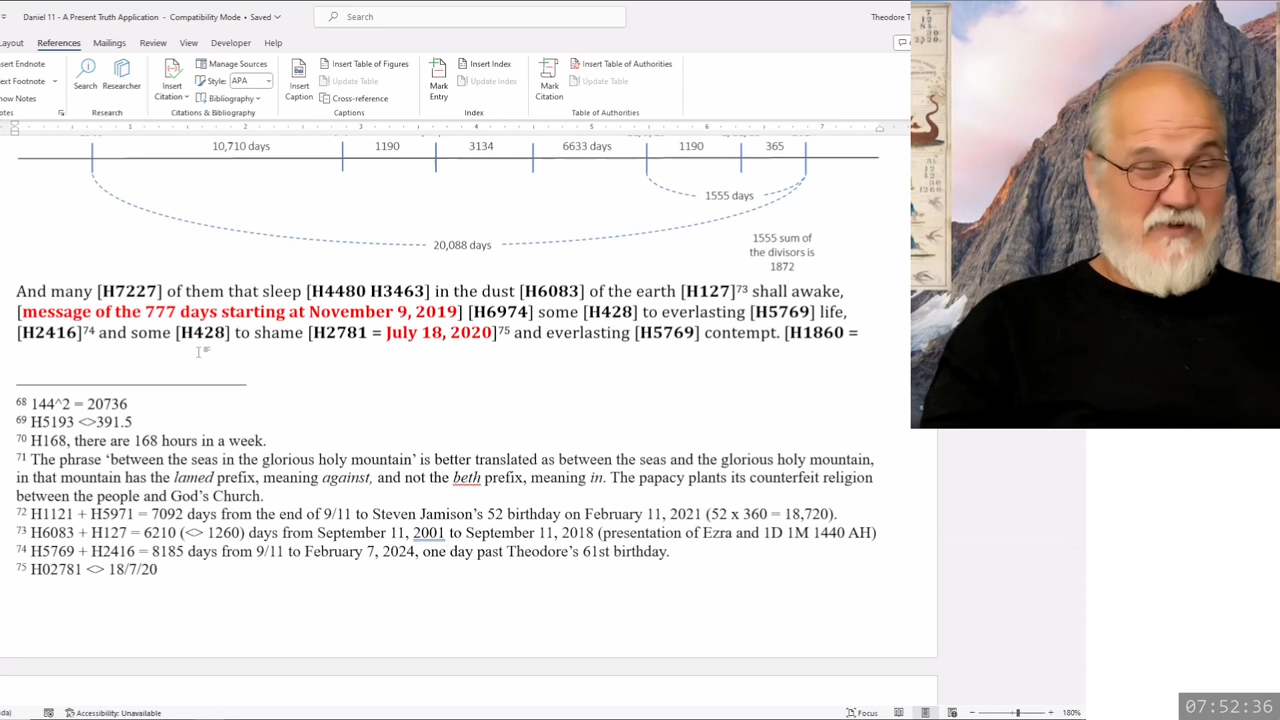 Daniel 11 - A Present Truth Application - Compatibility Mode • Saved
Search
Theodore T
Layout References Mailings Review View Developer Help
Insert Endnote
Footnote
Notes
Search
Researcher
Research
Insert Citation
Manage Sources
Style APA
Bibliography
Citations & Bibliography
Insert Caption
Insert Table of Figures
Update Table
Cross-reference
Captions
Mark Entry
Insert Index
Update Index
Index
Mark Citation
Insert Table of Authorities
Update Table
Table of Authorities
1 2 3 4 5 6 7
10,710 days 1190 3134 6633 days 1190 365
1555 days
20,088 days
1555 sum of
the divisors is
1872
And many [H7227] of them that sleep [H4480 H3463] in the dust [H6083] of the earth [H127]73 shall awake,
[message of the 777 days starting at November 9, 2019] [H6974] some [H428] to everlasting [H5769] life,
[H2416]74 and some [H428] to shame [H2781 = July 18, 2020]75 and everlasting [H5769] contempt. [H1860 =
68 144^2 = 20736
69 H5193 <>391.5
70 H168, there are 168 hours in a week.
71 The phrase ‘between the seas in the glorious holy mountain’ is better translated as between the seas and the glorious holy mountain,
in that mountain has the lamed prefix, meaning against, and not the beth prefix, meaning in. The papacy plants its counterfeit religion
between the people and God’s Church.
72 H1121 + H5971 = 7092 days from the end of 9/11 to Steven Jamison’s 52 birthday on February 11, 2021 (52 x 360 = 18,720).
73 H6083 + H127 = 6210 (<> 1260) days from September 11, 2001 to September 11, 2018 (presentation of Ezra and 1D 1M 1440 AH)
74 H5769 + H2416 = 8185 days from 9/11 to February 7, 2024, one day past Theodore’s 61st birthday.
75 H02781 <> 18/7/20
Accessibility: Unavailable
Focus
180%
07:52:36